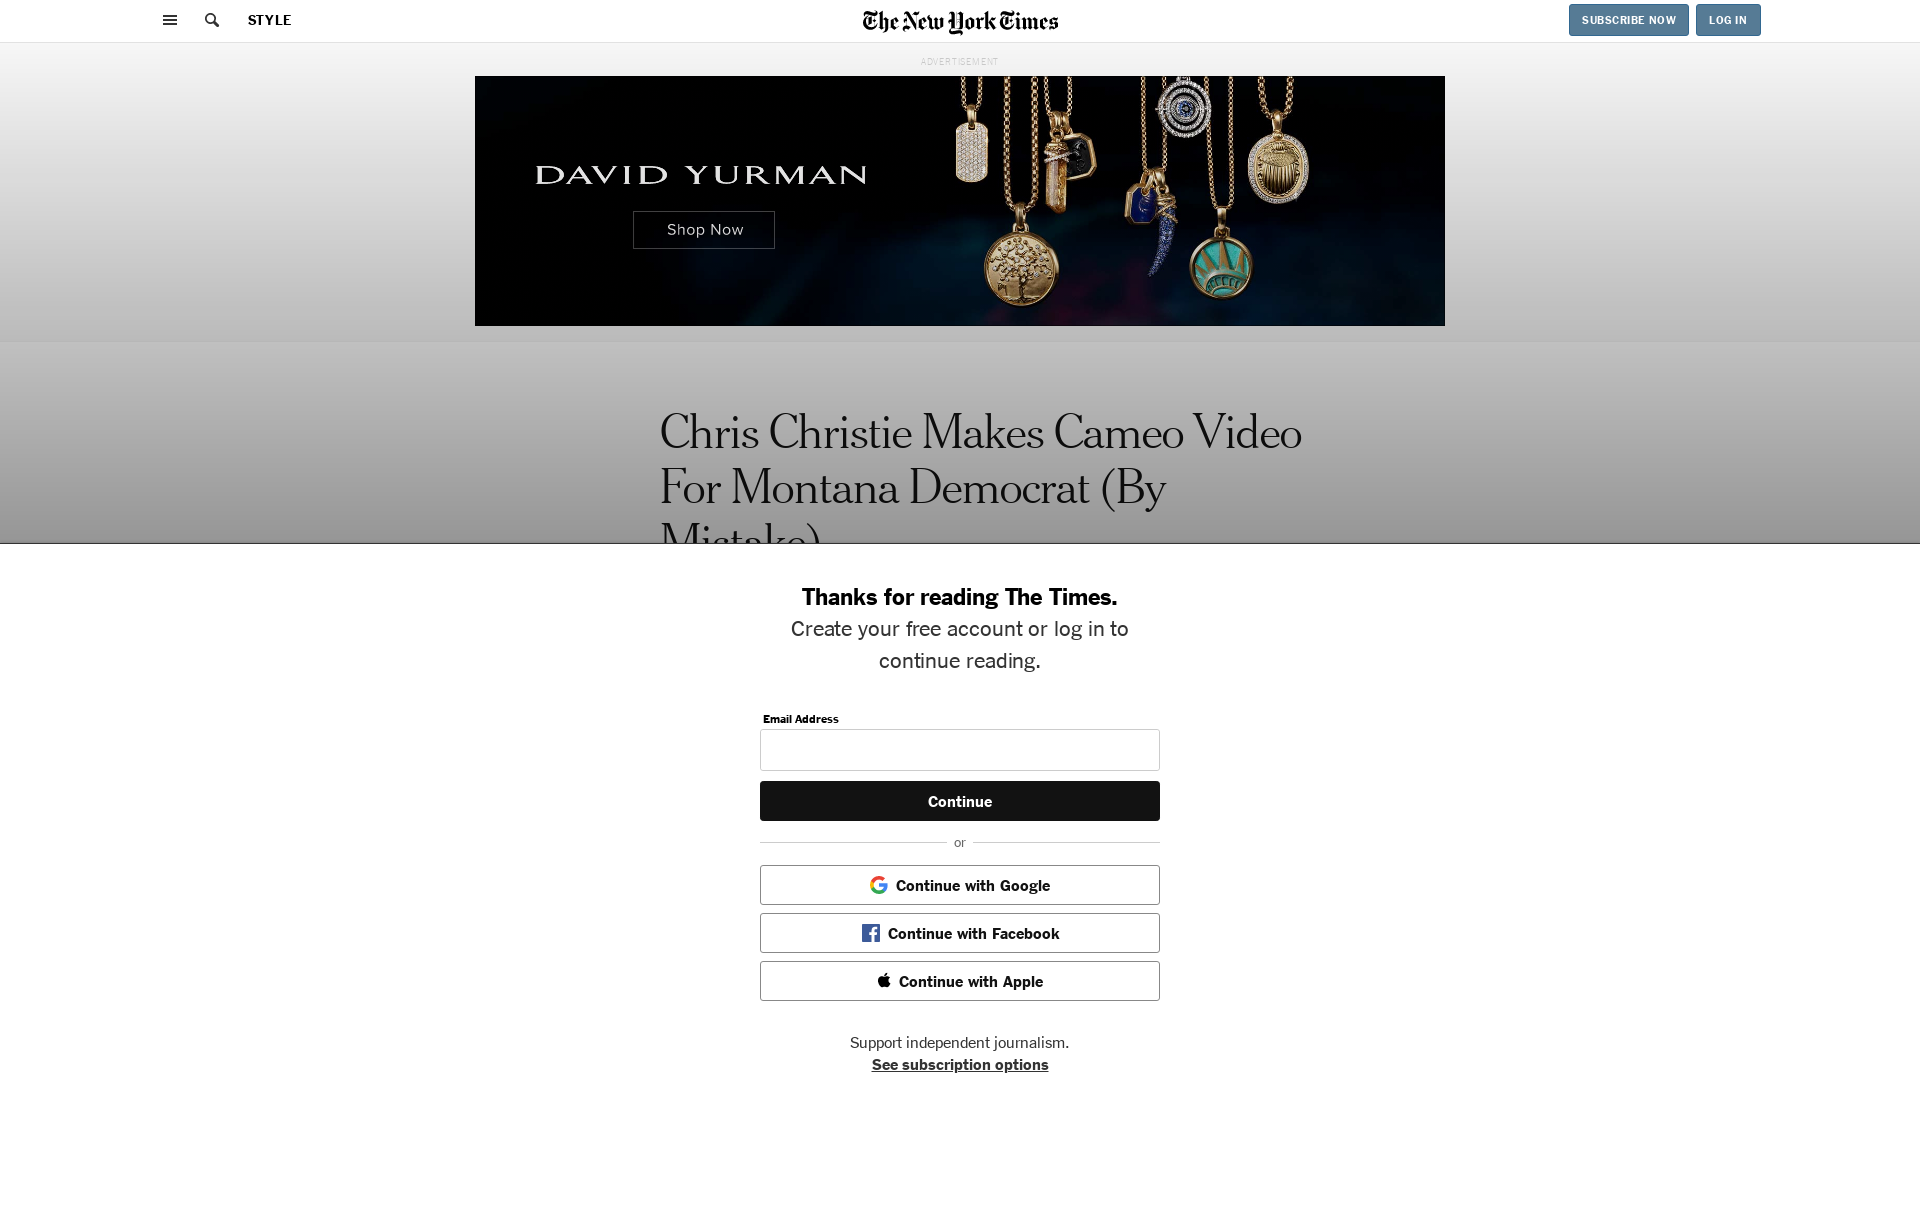 STYLE
The New York Times
SUBSCRIBE NOW
LOG IN
ADVERTISEMENT
DAVID YURMAN
Shop Now
Chris Christie Makes Cameo Video
For Montana Democrat (By
Mistake)
Thanks for reading The Times.
Create your free account or log in to
continue reading.
Email Address
Continue
or
Continue with Google
Continue with Facebook
Continue with Apple
Support independent journalism.
See subscription options